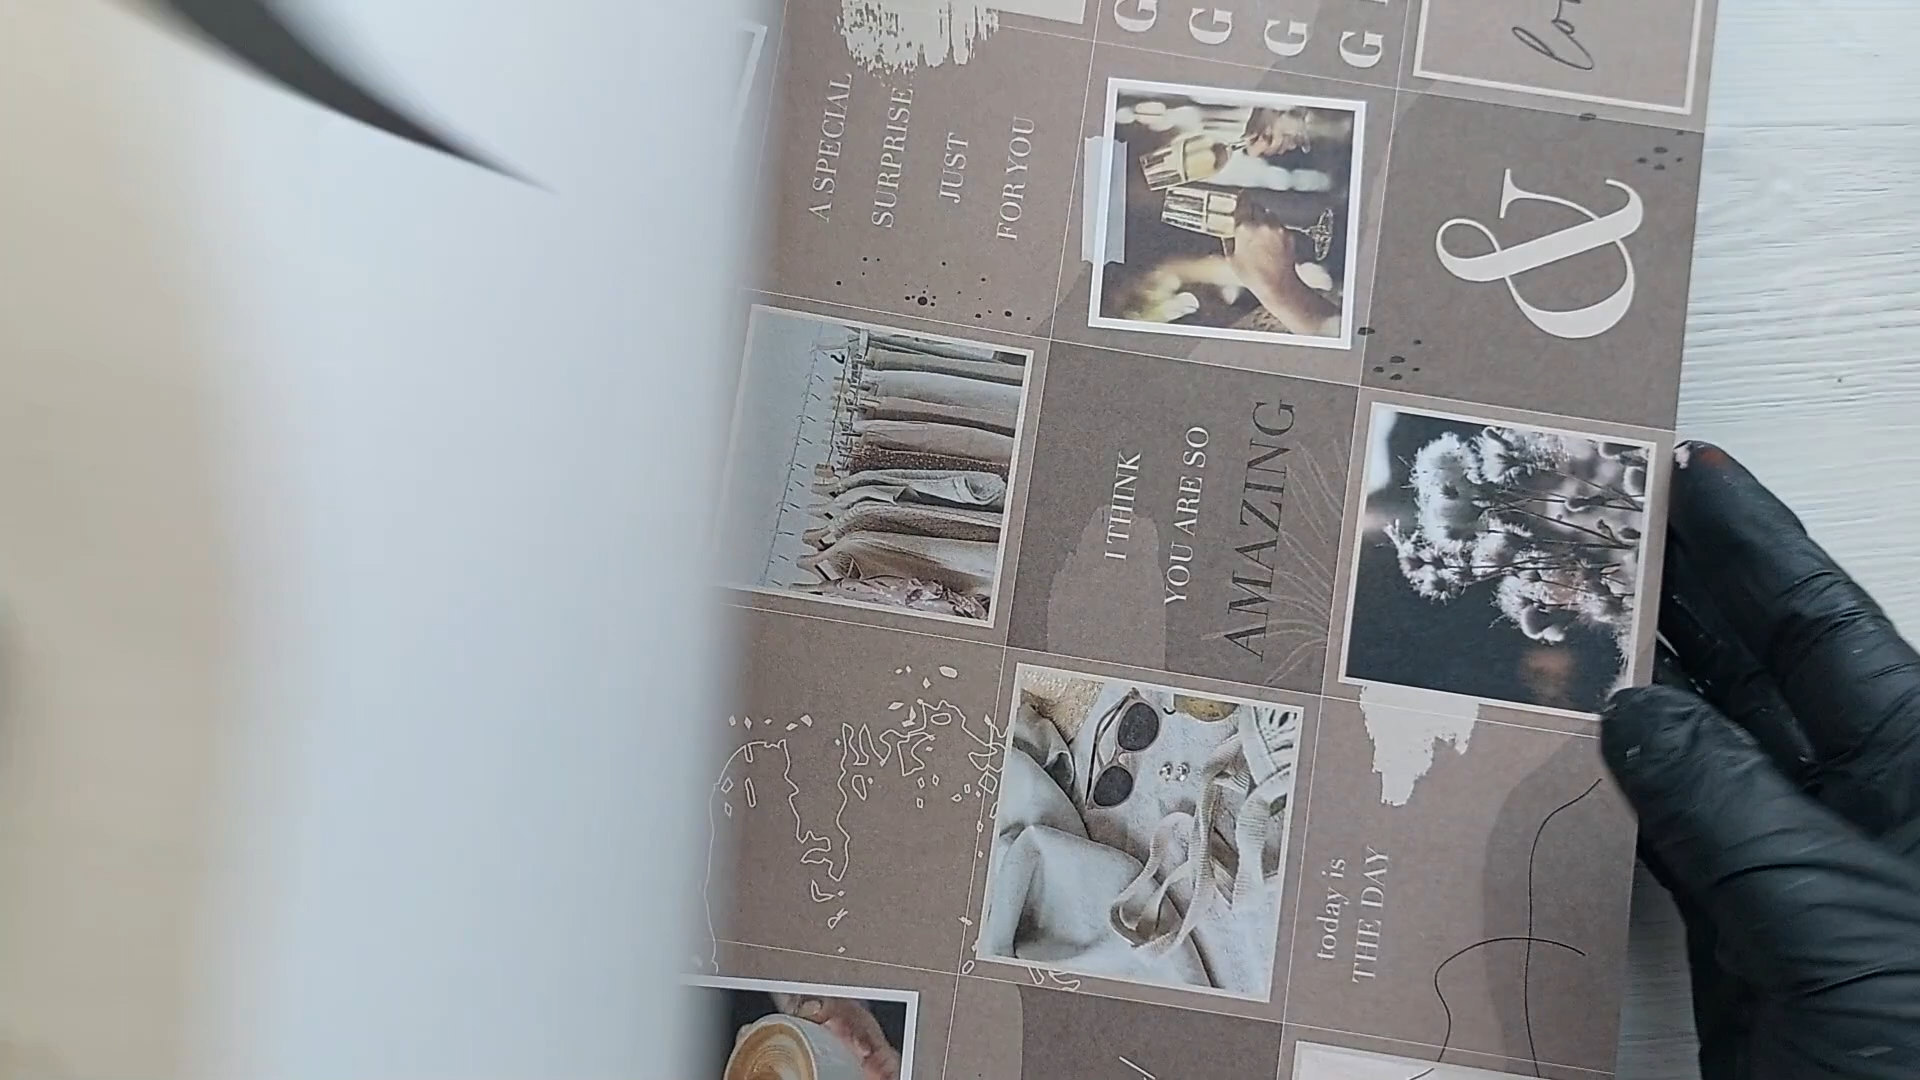 A SPECIAL
SURPRISE
JUST
FOR YOU
&
I THINK
YOU ARE SO
AMAZING
today is
THE DAY